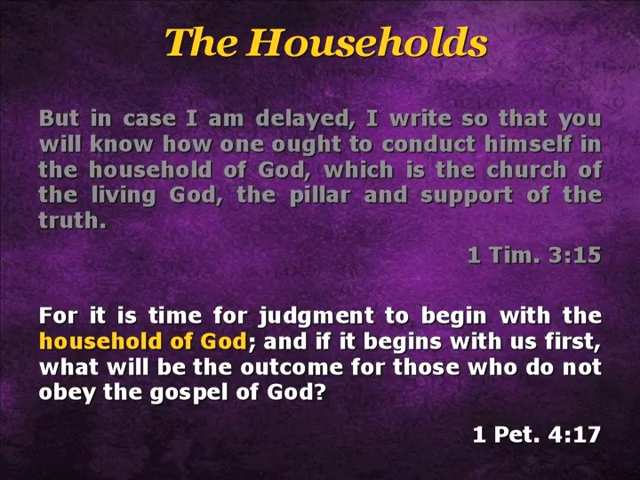 The Households
But in case I am delayed, I write so that you
will know how one ought to conduct himself in
the household of God, which is the church of
the living God, the pillar and support of the
truth.
1 Tim. 3:15
For it is time for judgment to begin with the
household of God; and if it begins with us first,
what will be the outcome for those who do not
obey the gospel of God?
1 Pet. 4:17